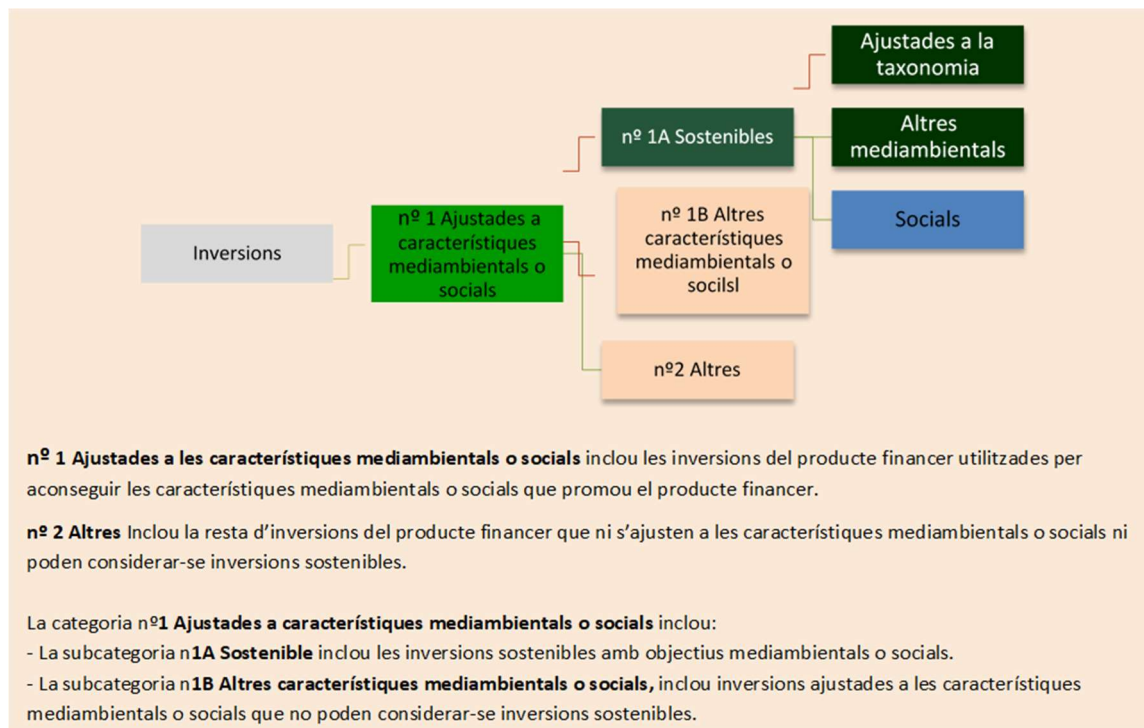 Ajustades a la
taxonomia
nº 1A Sostenibles
Altres
mediambientals
Socials
nº 1B Altres
característiques
mediambientals o
socilsl
nº 1 Ajustades a
característiques
mediambientals o
socials
Inversions
nº2 Altres
nº 1 Ajustades a les característiques mediambientals o socials inclou les inversions del producte financer utilitzades per
aconseguir les característiques mediambientals o socials que promou el producte financer.
nº 2 Altres Inclou la resta d’inversions del producte financer que ni s’ajusten a les característiques mediambientals o socials ni
poden considerar-se inversions sostenibles.
La categoria nº1 Ajustades a característiques mediambientals o socials inclou:
- La subcategoria n1A Sostenible inclou les inversions sostenibles amb objectius mediambientals o socials.
- La subcategoria n1B Altres característiques mediambientals o socials, inclou inversions ajustades a les característiques
mediambientals o socials que no poden considerar-se inversions sostenibles.